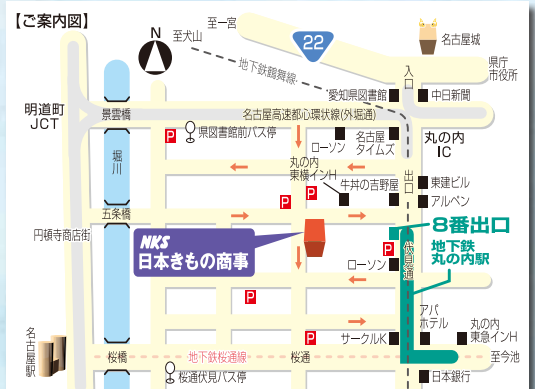 【ご案内図】
至一宮
至犬山
N
22
名古屋城
地下鉄鶴舞線
入口
県庁
市役所
愛知県図書館
中日新聞
明道町
JCT
景雲橋
名古屋高速都心環状線(外堀通)
P
県図書館前バス停
ローソン
名古屋
タイムズ
丸の内
IC
堀川
丸の内
東横インH
牛丼の吉野屋
出口
東建ビル
アルペン
P
P
五条橋
円頓寺商店街
8番出口
NKS
日本きもの商事
P
伏見通
地下鉄
丸の内駅
ローソン
P
アパ
ホテル
丸の内
東急インH
P
サークルK
名古屋駅
桜橋
地下鉄桜通線
桜通
至今池
桜通伏見バス停
日本銀行